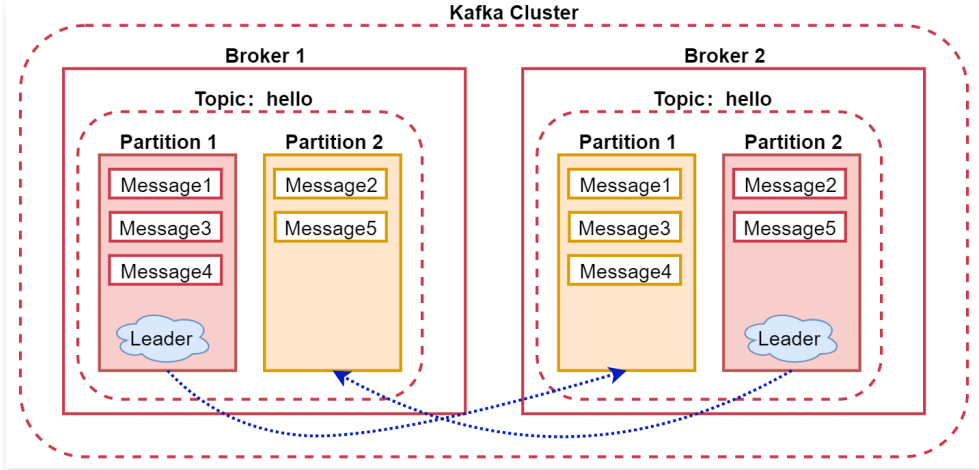 Kafka Cluster
Broker 1
Topic: hello
Partition 1
Message1
Message3
Message4
Leader
Partition 2
Message2
Message5
Broker 2
Topic: hello
Partition 1
Message1
Message3
Message4
Partition 2
Message2
Message5
Leader